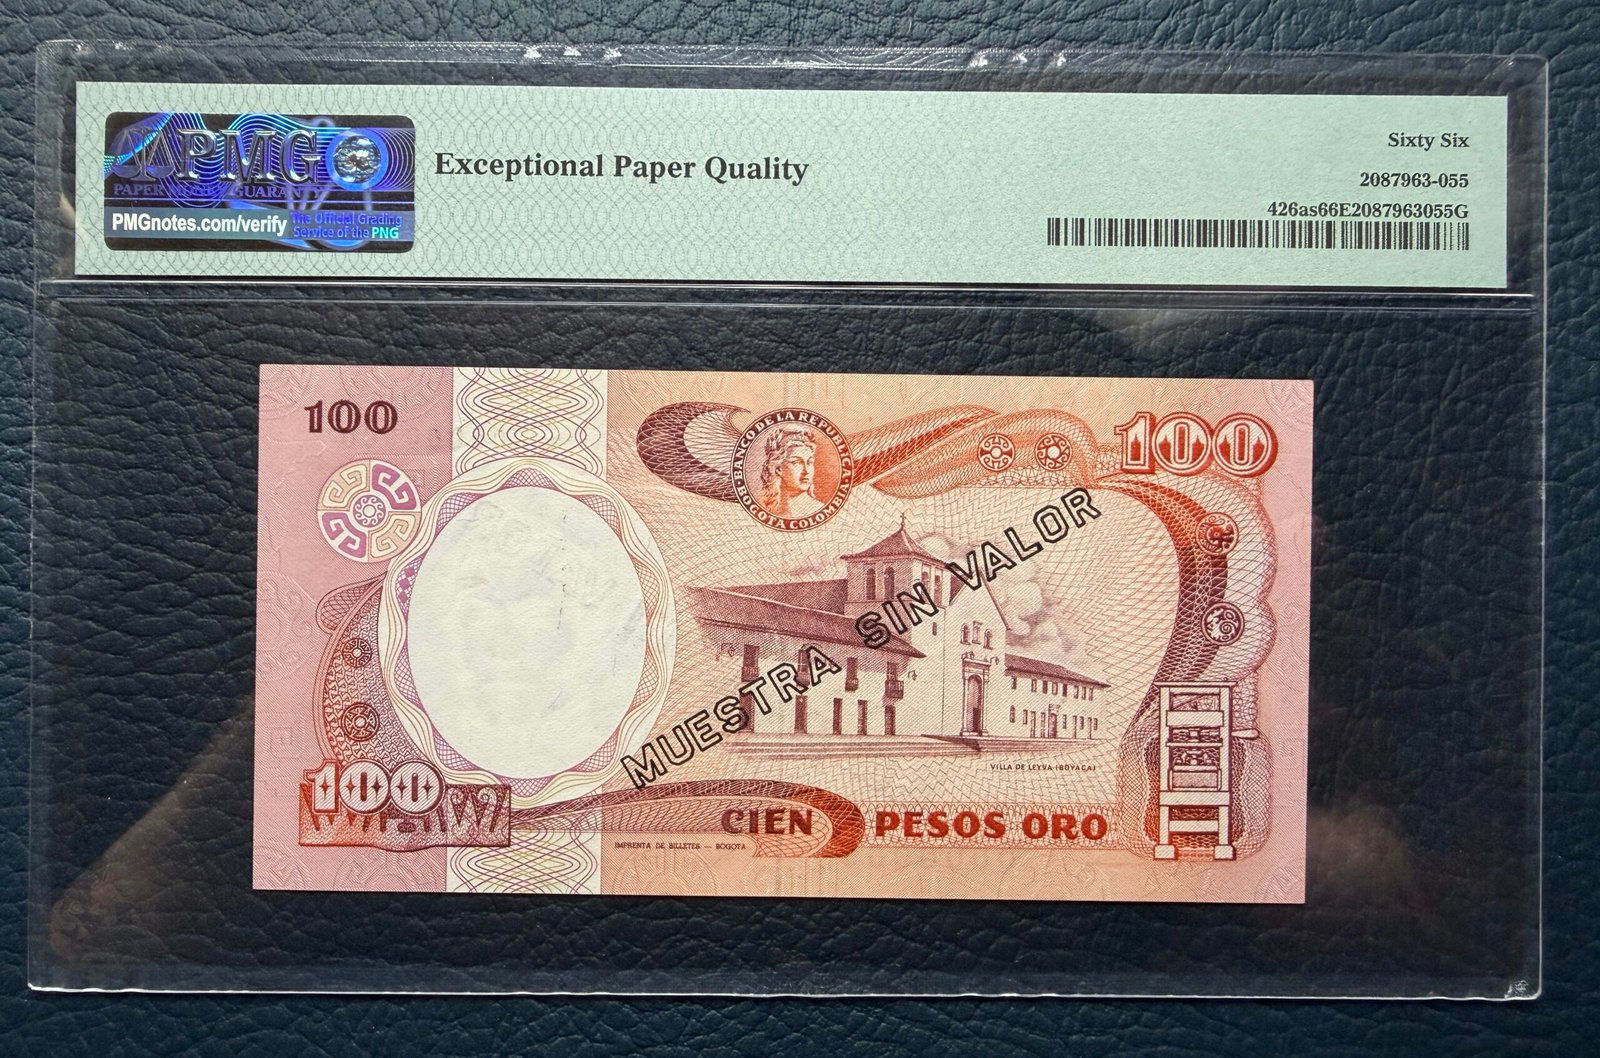 PMG
PAPER MONEY GUARANTY
PMGnotes.com/verify
The Official Grading
Service of the PNG
Exceptional Paper Quality
Sixty Six
2087963-055
426as66E2087963055G
100
BANCO DE LA REPUBLICA
BOGOTA COLOMBIA
100
MUESTRA SIN VALOR
VILLA DE LEYVA (BOYACA)
100
CIEN PESOS ORO
IMPRENTA DE BILLETES — BOGOTA
100